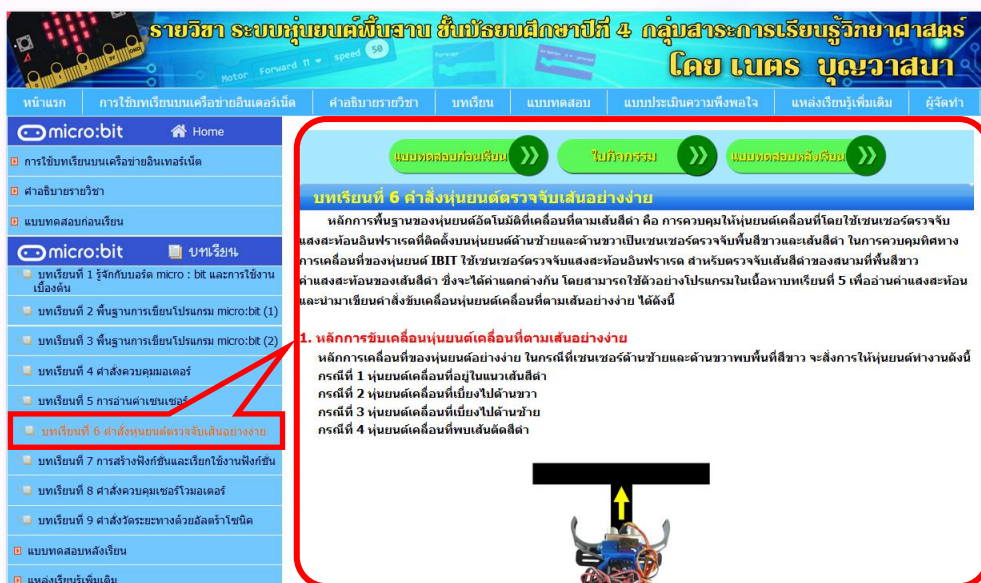 รายวิชา ระบบหุ่นยนต์พื้นฐาน ชั้นมัธยมศึกษาปีที่ 4 กลุ่มสาระการเรียนรู้วิทยาศาสตร์
speed 50
Motor Forward 11
โดย เนตร บุญวาสนา
หน้าแรก การใช้บทเรียนบนเครือข่ายอินเตอร์เน็ต คำอธิบายรายวิชา บทเรียน แบบทดสอบ แบบประเมินความพึงพอใจ แหล่งเรียนรู้เพิ่มเติม ผู้จัดทำ
micro:bit Home
การใช้บทเรียนบนเครือข่ายอินเทอร์เน็ต
คำอธิบายรายวิชา
แบบทดสอบก่อนเรียน
micro:bit บทเรียน
บทเรียนที่ 1 รู้จักกับบอร์ด micro : bit และการใช้งานเบื้องต้น
บทเรียนที่ 2 พื้นฐานการเขียนโปรแกรม micro:bit (1)
บทเรียนที่ 3 พื้นฐานการเขียนโปรแกรม micro:bit (2)
บทเรียนที่ 4 คำสั่งควบคุมมอเตอร์
บทเรียนที่ 5 การอ่านค่าเซนเซอร์
บทเรียนที่ 6 คำสั่งหุ่นยนต์ตรวจจับเส้นอย่างง่าย
บทเรียนที่ 7 การสร้างฟังก์ชันและเรียกใช้งานฟังก์ชัน
บทเรียนที่ 8 คำสั่งควบคุมเซอร์โวมอเตอร์
บทเรียนที่ 9 คำสั่งวัดระยะทางด้วยอัลตร้าโซนิค
แบบทดสอบหลังเรียน
แหล่งเรียนรู้เพิ่มเติม
แบบทดสอบก่อนเรียน ใบกิจกรรม แบบทดสอบหลังเรียน
บทเรียนที่ 6 คำสั่งหุ่นยนต์ตรวจจับเส้นอย่างง่าย
หลักการพื้นฐานของหุ่นยนต์อัตโนมัติที่เคลื่อนที่ตามเส้นสีดำ คือ การควบคุมให้หุ่นยนต์เคลื่อนที่โดยใช้เซนเซอร์ตรวจจับ
แสงสะท้อนอินฟราเรดที่ติดตั้งบนหุ่นยนต์ด้านซ้ายและด้านขวาเป็นเซนเซอร์ตรวจจับพื้นสีขาวและเส้นสีดำ ในการควบคุมทิศทาง
การเคลื่อนที่ของหุ่นยนต์ IBIT ใช้เซนเซอร์ตรวจจับแสงสะท้อนอินฟราเรด สำหรับตรวจจับเส้นสีดำของสนามที่พื้นสีขาว
ค่าแสงสะท้อนของเส้นสีดำ ซึ่งจะได้ค่าแตกต่างกัน โดยสามารถใช้ตัวอย่างโปรแกรมในเนื้อหาบทเรียนที่ 5 เพื่ออ่านค่าแสงสะท้อน
และนำมาเขียนคำสั่งขับเคลื่อนหุ่นยนต์เคลื่อนที่ตามเส้นอย่างง่าย ได้ดังนี้
1. หลักการขับเคลื่อนหุ่นยนต์เคลื่อนที่ตามเส้นอย่างง่าย
หลักการเคลื่อนที่ของหุ่นยนต์อย่างง่าย ในกรณีที่เซนเซอร์ด้านซ้ายและด้านขวาพบพื้นที่สีขาว จะสั่งการให้หุ่นยนต์ทำงานดังนี้
กรณีที่ 1 หุ่นยนต์เคลื่อนที่อยู่ในแนวเส้นสีดำ
กรณีที่ 2 หุ่นยนต์เคลื่อนที่เบี่ยงไปด้านขวา
กรณีที่ 3 หุ่นยนต์เคลื่อนที่เบี่ยงไปด้านซ้าย
กรณีที่ 4 หุ่นยนต์เคลื่อนที่พบเส้นตัดสีดำ